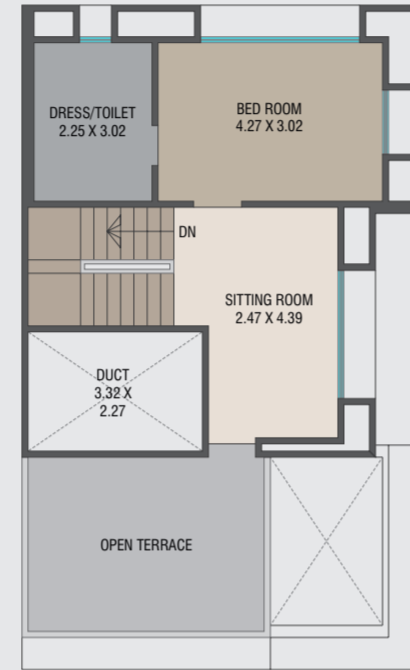 DRESS/TOILET
2.25 X 3.02
BED ROOM
4.27 X 3.02
DN
SITTING ROOM
2.47 X 4.39
DUCT
3.32 X
2.27
OPEN TERRACE